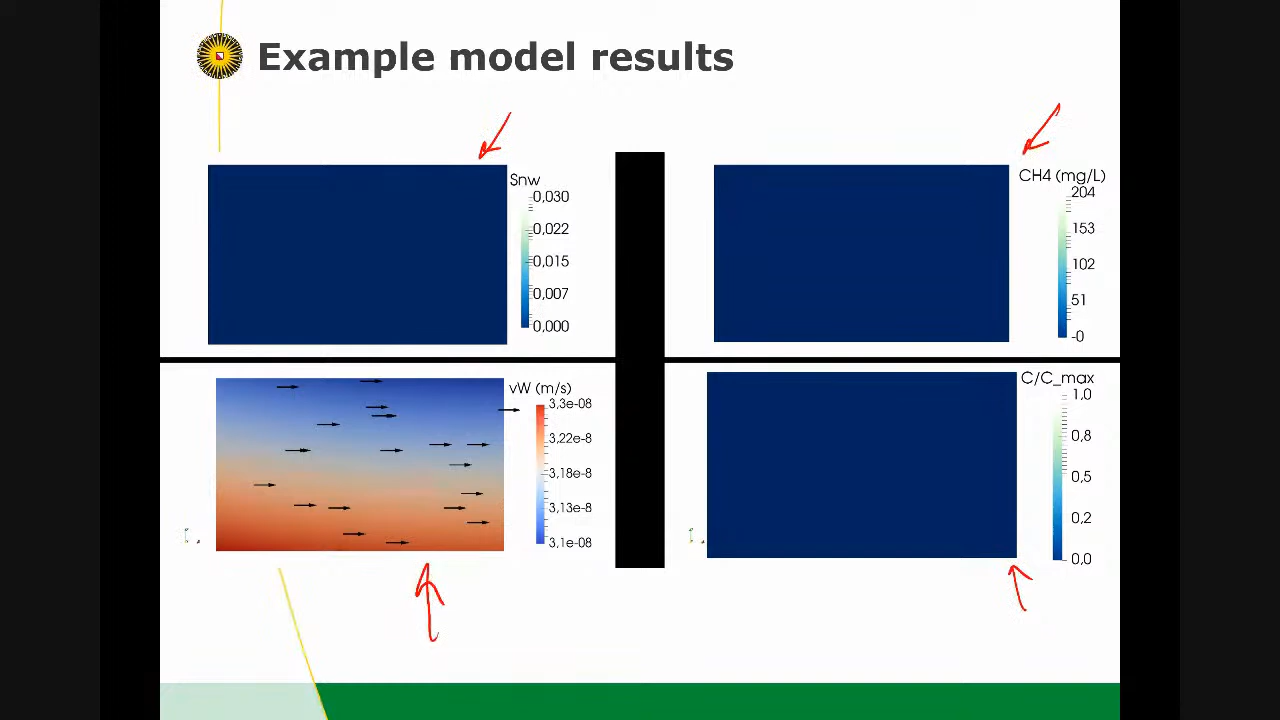 Example model results
Snw
0,030
0,022
0,015
0,007
0,000
CH4 (mg/L)
204
153
102
51
-0
vW (m/s)
3,3e-08
3,22e-8
3,18e-8
3,13e-8
3,1e-08
C/C_max
1,0
0,8
0,5
0,2
0,0